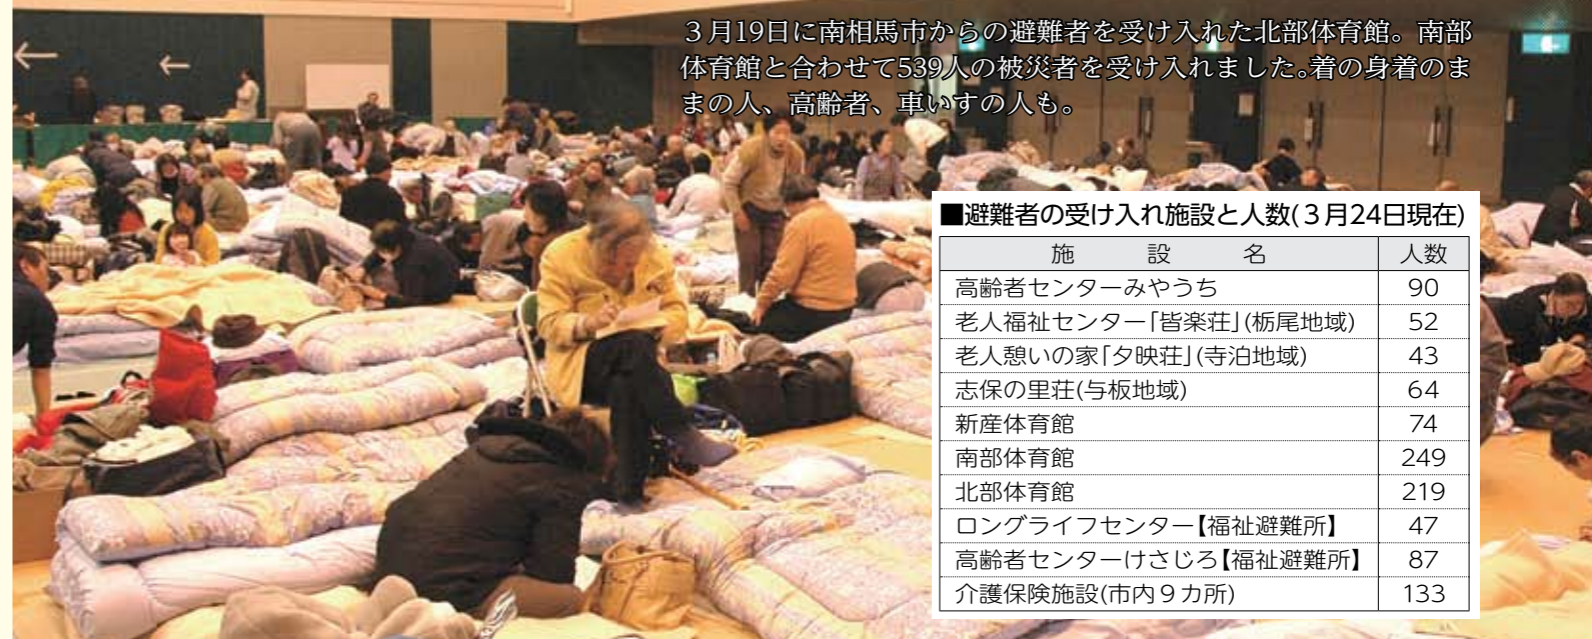 ３月19日に南相馬市からの避難者を受け入れた北部体育館。南部
体育館と合わせて539人の被災者を受け入れました。着の身着のま
まの人、高齢者、車いすの人も。
■避難者の受け入れ施設と人数(３月24日現在)
施設名 人数
高齢者センターみやうち 90
老人福祉センター「皆楽荘」(栃尾地域) 52
老人憩いの家「夕映荘」(寺泊地域) 43
志保の里荘(与板地域) 64
新産体育館 74
南部体育館 249
北部体育館 219
ロングライフセンター【福祉避難所】 47
高齢者センターけさじろ【福祉避難所】 87
介護保険施設(市内９カ所) 133